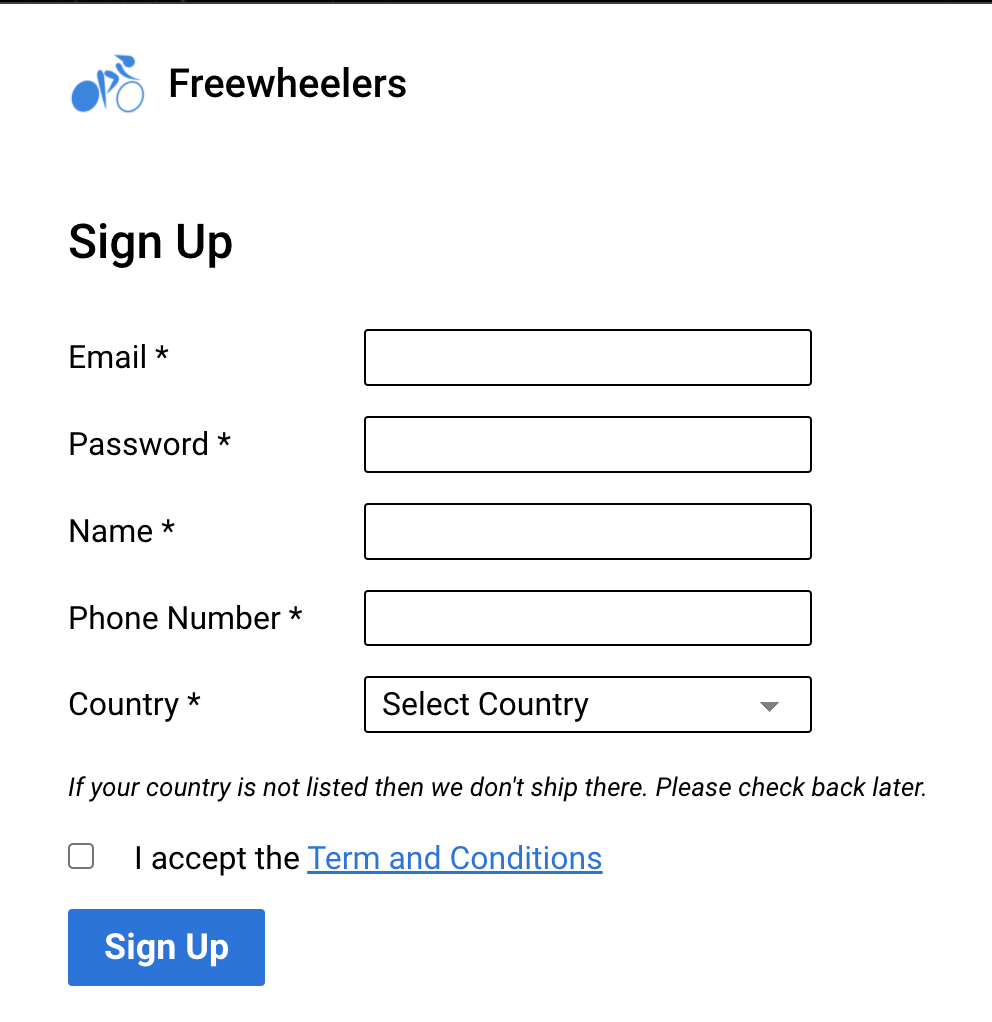 Freewheelers
Sign Up
Email *
Password *
Name *
Phone Number *
Country *
Select Country
If your country is not listed then we don't ship there. Please check back later.
I accept the Term and Conditions
Sign Up